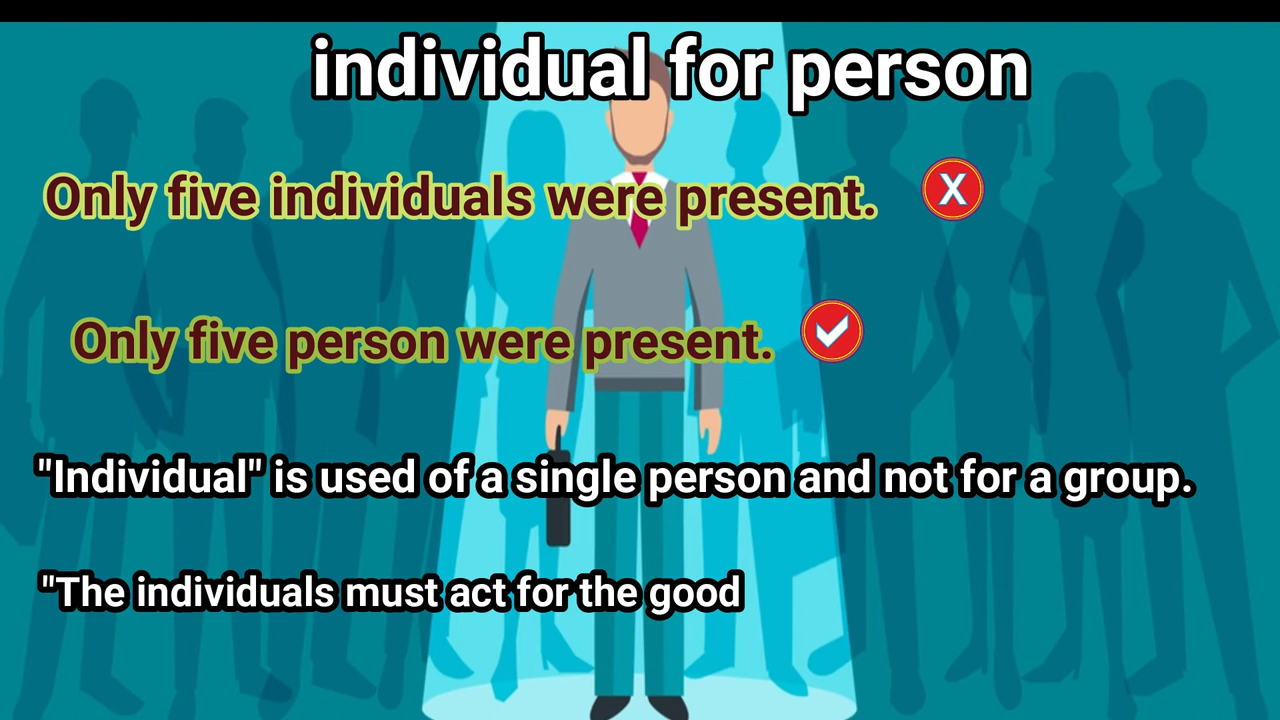 individual for person
Only five individuals were present. X
Only five person were present.
"Individual" is used of a single person and not for a group.
"The individuals must act for the good